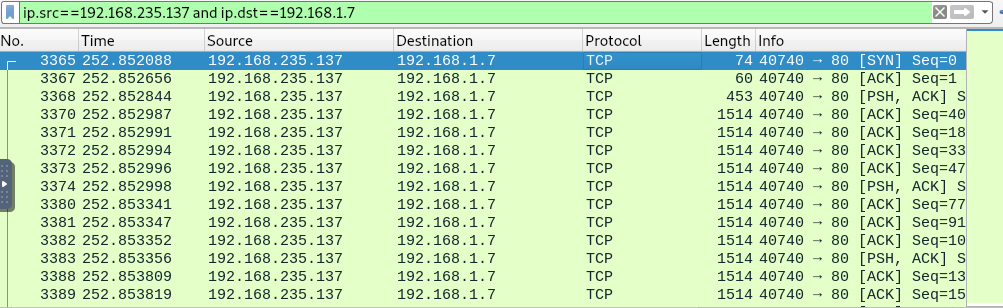 ip.src==192.168.235.137 and ip.dst==192.168.1.7
No. Time Source Destination Protocol Length Info
3365 252.852088 192.168.235.137 192.168.1.7 TCP 74 40740 → 80 [SYN] Seq=0
3367 252.852656 192.168.235.137 192.168.1.7 TCP 60 40740 → 80 [ACK] Seq=1
3368 252.852844 192.168.235.137 192.168.1.7 TCP 453 40740 → 80 [PSH, ACK] S
3370 252.852987 192.168.235.137 192.168.1.7 TCP 1514 40740 → 80 [ACK] Seq=40
3371 252.852991 192.168.235.137 192.168.1.7 TCP 1514 40740 → 80 [ACK] Seq=18
3372 252.852994 192.168.235.137 192.168.1.7 TCP 1514 40740 → 80 [ACK] Seq=33
3373 252.852996 192.168.235.137 192.168.1.7 TCP 1514 40740 → 80 [ACK] Seq=47
3374 252.852998 192.168.235.137 192.168.1.7 TCP 1514 40740 → 80 [PSH, ACK] S
3380 252.853341 192.168.235.137 192.168.1.7 TCP 1514 40740 → 80 [ACK] Seq=77
3381 252.853347 192.168.235.137 192.168.1.7 TCP 1514 40740 → 80 [ACK] Seq=91
3382 252.853352 192.168.235.137 192.168.1.7 TCP 1514 40740 → 80 [ACK] Seq=10
3383 252.853356 192.168.235.137 192.168.1.7 TCP 1514 40740 → 80 [PSH, ACK] S
3388 252.853809 192.168.235.137 192.168.1.7 TCP 1514 40740 → 80 [ACK] Seq=13
3389 252.853819 192.168.235.137 192.168.1.7 TCP 1514 40740 → 80 [ACK] Seq=15